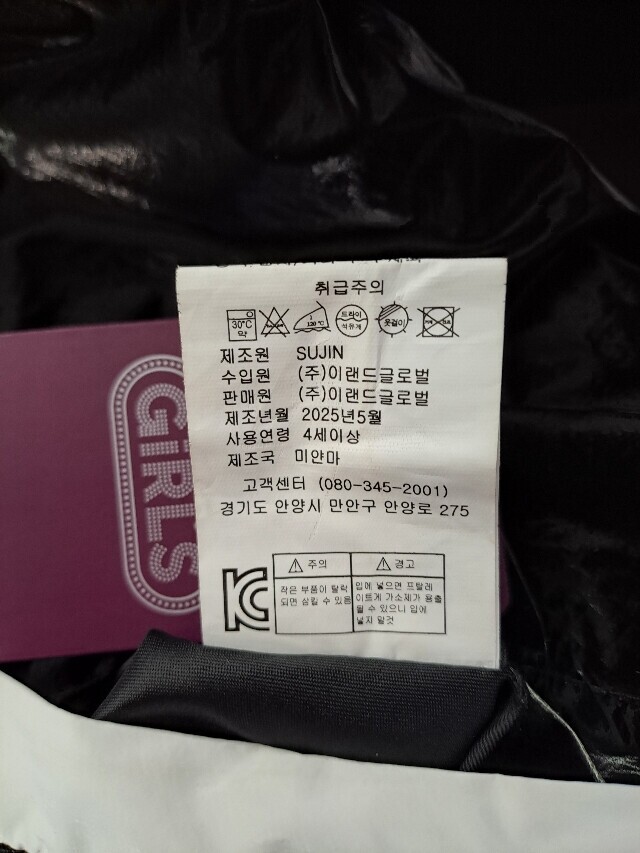 취급주의
30°C
약
120℃
드라이
석유계
옷걸이
제조원 SUJIN
수입원 (주)이랜드글로벌
판매원 (주)이랜드글로벌
제조년월 2025년5월
사용연령 4세이상
제조국 미얀마
고객센터 (080-345-2001)
경기도 안양시 만안구 안양로 275
주의
작은 부품이 탈락
되면 삼킬 수 있음
경고
입에 넣으면 프탈레
이트계 가소제가 용출
될 수 있으니 입에
넣지 말것
GiRL'S